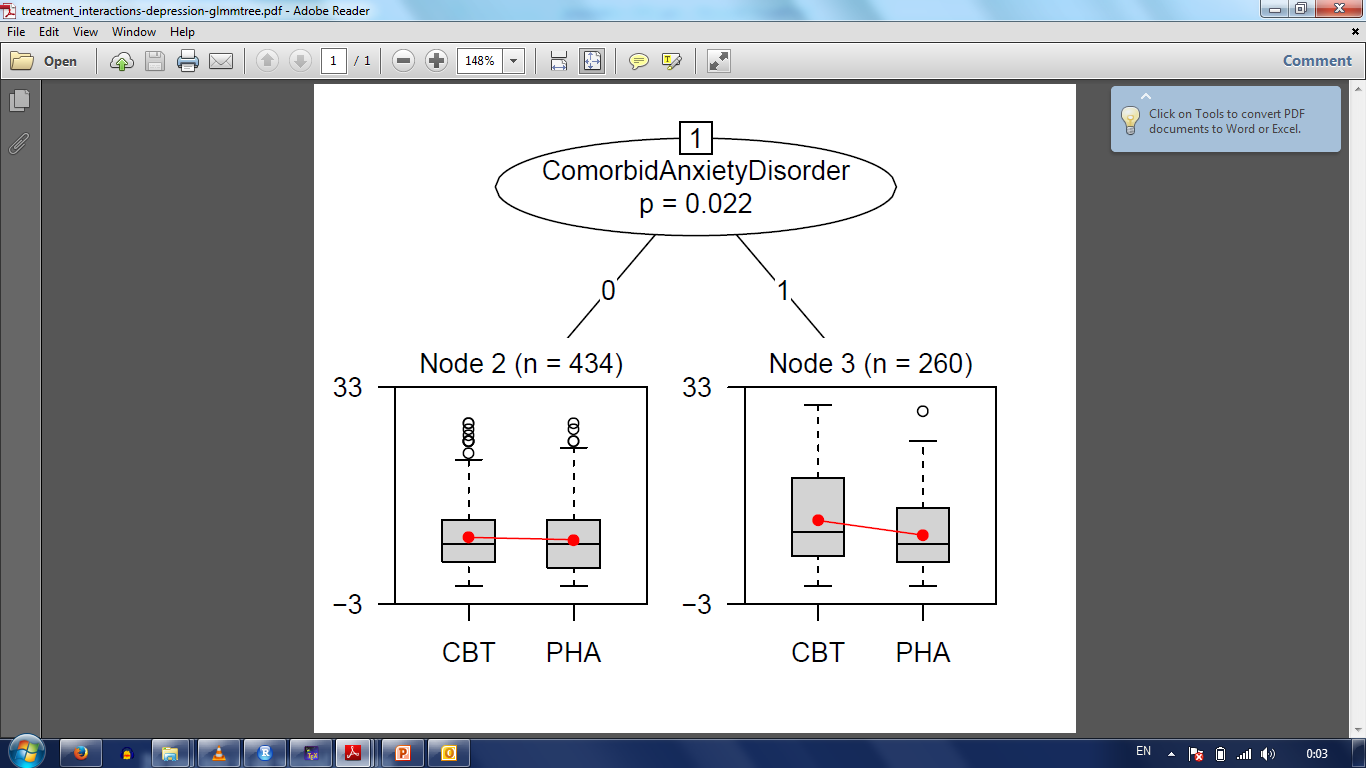 treatment_interactions-depression-glmmtree.pdf - Adobe Reader
File Edit View Window Help
Open 1 / 1 148% Comment
Click on Tools to convert PDF
documents to Word or Excel.
1
ComorbidAnxietyDisorder
p = 0.022
0 1
Node 2 (n = 434) Node 3 (n = 260)
33 33
−3 −3
CBT PHA CBT PHA
EN 0:03